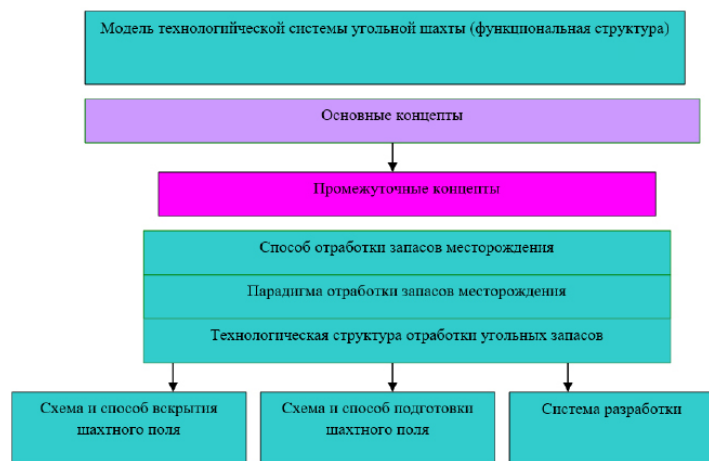 Модель технологийческой системы угольной шахты (функциональная структура)
Основные концепты
Промежуточные концепты
Способ отработки запасов месторождения
Парадигма отработки запасов месторождения
Технологическая структура отработки угольных запасов
Схема и способ вскрытия
шахтного поля
Схема и способ подготовки
шахтного поля
Система разработки